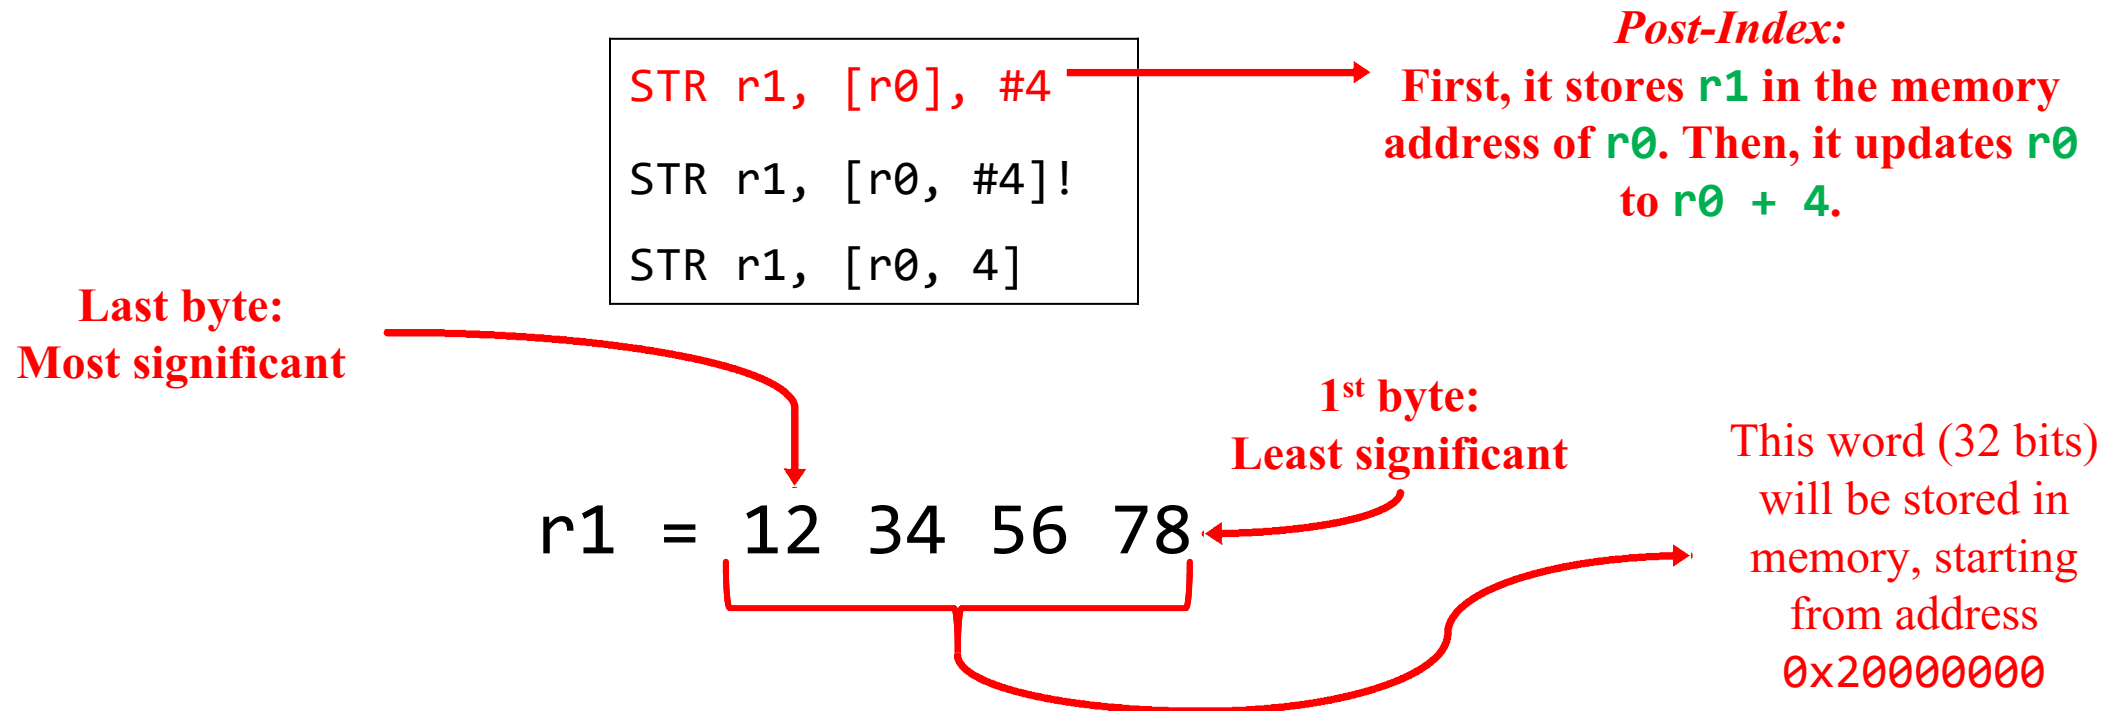 Post-Index:
First, it stores r1 in the memory
address of r0. Then, it updates r0
to r0 + 4.
STR r1, [r0], #4
STR r1, [r0, #4]!
STR r1, [r0, 4]
Last byte:
Most significant
1st byte:
Least significant
r1 = 12 34 56 78
This word (32 bits)
will be stored in
memory, starting
from address
0x20000000